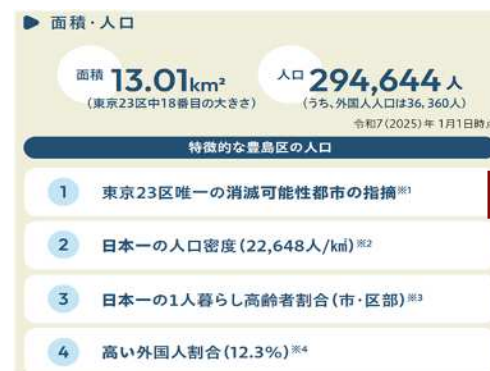 面積・人口
面積 13.01km² 人口 294,644人
(東京23区中18番目の大きさ) (うち、外国人人口は36,360人)
令和7(2025)年 1月1日時点
特徴的な豊島区の人口
1 東京23区唯一の消滅可能性都市の指摘※1
2 日本一の人口密度(22,648人/㎢)※2
3 日本一の1人暮らし高齢者割合(市・区部)※3
4 高い外国人割合(12.3%)※4